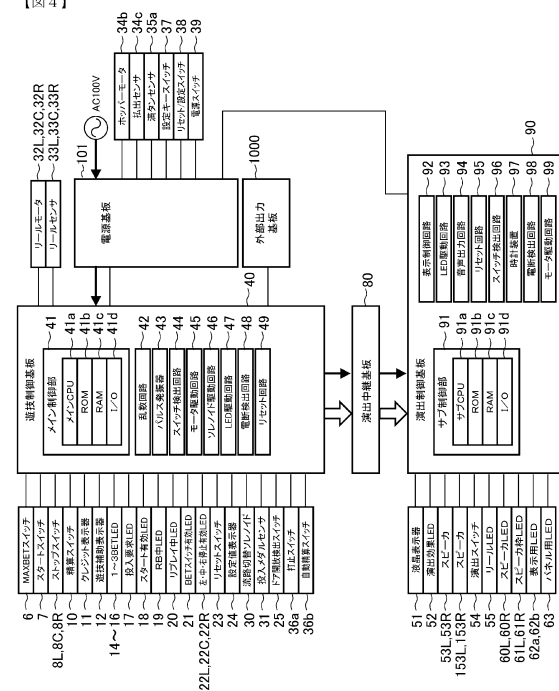 【図4】
6 MAXBETスイッチ
7 スタートスイッチ
8L,8C,8R ストップスイッチ
10 精算スイッチ
11 クレジット表示器
12 遊技補助表示器
14～16 1～3BETLED
17 投入要求LED
18 スタート有効LED
19 RB中LED
20 リプレイ中LED
21 BETスイッチ有効LED
22L,22C,22R 左・中・右停止有効LED
23 リセットスイッチ
24 設定値表示器
30 流路切替ソレノイド
31 投入メダルセンサ
25 ドア開放検出スイッチ
36a 打止スイッチ
36b 自動精算スイッチ
遊技制御基板
40
メイン制御部
41
メインCPU 41a
ROM 41b
RAM 41c
I/O 41d
乱数回路 42
パルス発振器 43
スイッチ検出回路 44
モータ駆動回路 45
ソレノイド駆動回路 46
LED駆動回路 47
電断検出回路 48
リセット回路 49
リールモータ 32L,32C,32R
リールセンサ 33L,33C,33R
電源基板
101
AC100V
ホッパーモータ 34b
払出センサ 34c
満タンセンサ 35a
設定キースイッチ 37
リセット/設定スイッチ 38
電源スイッチ 39
外部出力基板
1000
演出中継基板
80
51 液晶表示器
52 演出効果LED
53L,53R スピーカ
153L,153R スピーカ
54 演出スイッチ
55 リールLED
60L,60R スピーカLED
61L,61R スピーカ枠LED
62a,62b 表示用LED
63 パネル用LED
演出制御基板
90
サブ制御部
91
サブCPU 91a
ROM 91b
RAM 91c
I/O 91d
表示制御回路 92
LED駆動回路 93
音声出力回路 94
リセット回路 95
スイッチ検出回路 96
時計装置 97
電断検出回路 98
モータ駆動回路 99